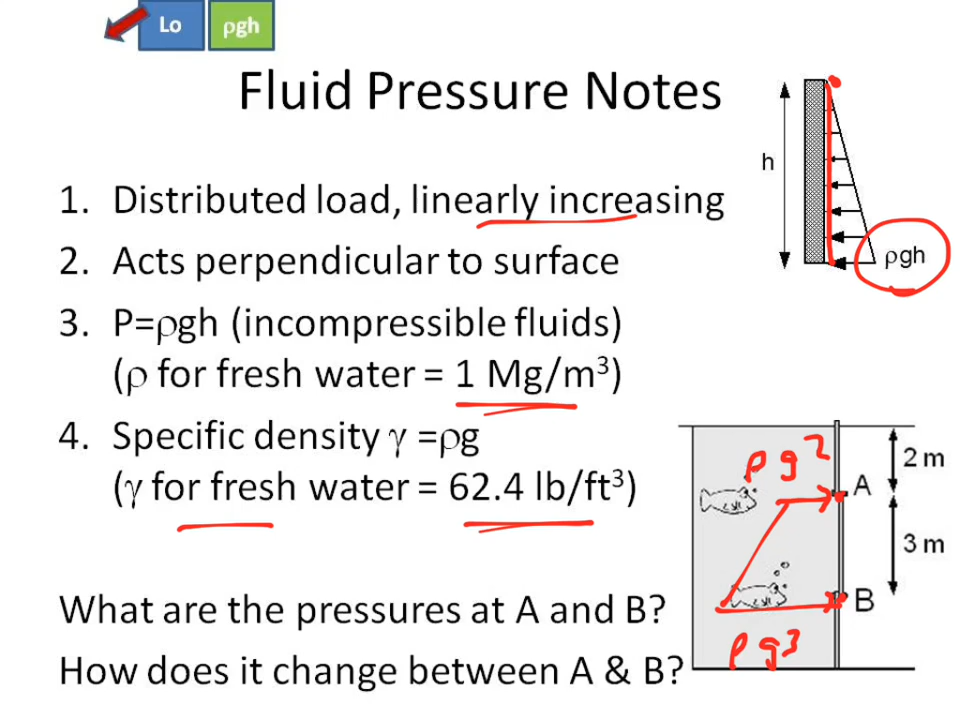 Lo
ρgh
Fluid Pressure Notes
h
1. Distributed load, linearly increasing
2. Acts perpendicular to surface
ρgh
3. P=ρgh (incompressible fluids)
(ρ for fresh water = 1 Mg/m³)
4. Specific density γ =ρg
(γ for fresh water = 62.4 lb/ft³)
ρg2
2 m
A
3 m
B
ρg3
What are the pressures at A and B?
How does it change between A & B?